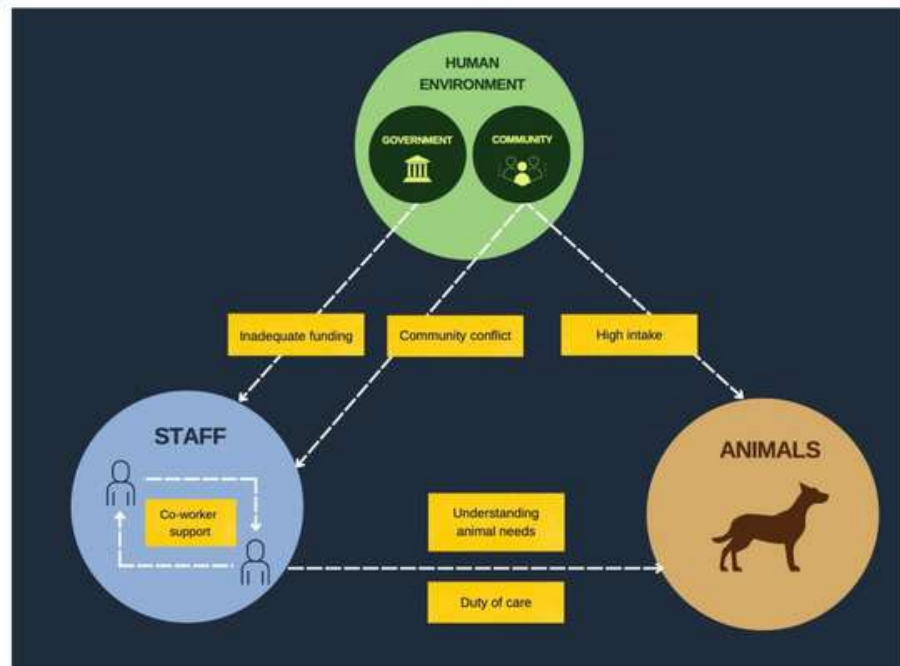 HUMAN
ENVIRONMENT
GOVERNMENT
COMMUNITY
Inadequate funding
Community conflict
High intake
STAFF
Co-worker
support
Understanding
animal needs
Duty of care
ANIMALS